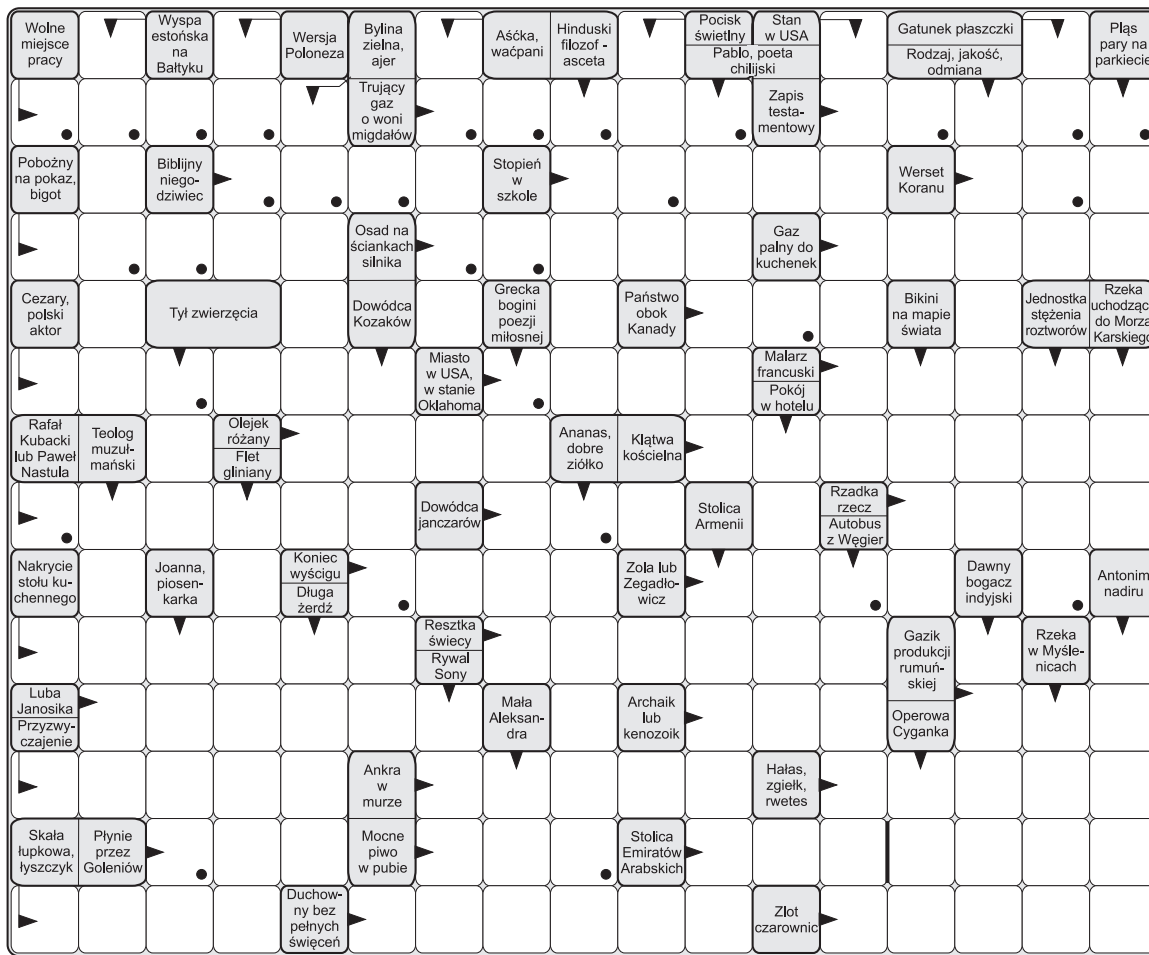 Wolne
miejsce
pracy
Wyspa
estońska
na
Bałtyku
Wersja
Poloneza
Bylina
zielna,
ajer
Aśćka,
waćpani
Hinduski
filozof -
asceta
Pocisk
świetlny
Stan
w USA
Pablo, poeta
chilijski
Gatunek płaszczki
Rodzaj, jakość,
odmiana
Pląs
pary na
parkiecie
Trujący
gaz
o woni
migdałów
Zapis
testa-
mentowy
Pobożny
na pokaz,
bigot
Biblijny
niego-
dziwiec
Stopień
w
szkole
Werset
Koranu
Osad na
ściankach
silnika
Gaz
palny do
kuchenek
Cezary,
polski
aktor
Tył zwierzęcia
Dowódca
Kozaków
Grecka
bogini
poezji
miłosnej
Państwo
obok
Kanady
Bikini
na mapie
świata
Jednostka
stężenia
roztworów
Rzeka
uchodząca
do Morza
Karskiego
Miasto
w USA,
w stanie
Oklahoma
Malarz
francuski
Pokój
w hotelu
Rafał
Kubacki
lub Paweł
Nastula
Teolog
muzuł-
mański
Olejek
różany
Flet
gliniany
Ananas,
dobre
ziółko
Klątwa
kościelna
Dowódca
janczarów
Stolica
Armenii
Rzadka
rzecz
Autobus
z Węgier
Nakrycie
stołu ku-
chennego
Joanna,
piosen-
karka
Koniec
wyścigu
Długa
żerdź
Zola lub
Zegadło-
wicz
Dawny
bogacz
indyjski
Antonim
nadiru
Resztka
świecy
Rywal
Sony
Gazik
produkcji
rumuń-
skiej
Rzeka
w Myśle-
nicach
Luba
Janosika
Przyzwy-
czajenie
Mała
Aleksan-
dra
Archaik
lub
kenozoik
Operowa
Cyganka
Ankra
w
murze
Hałas,
zgiełk,
rwetes
Skała
łupkowa,
łyszczyk
Płynie
przez
Goleniów
Mocne
piwo
w pubie
Stolica
Emiratów
Arabskich
Duchow-
ny bez
pełnych
święceń
Zlot
czarownic